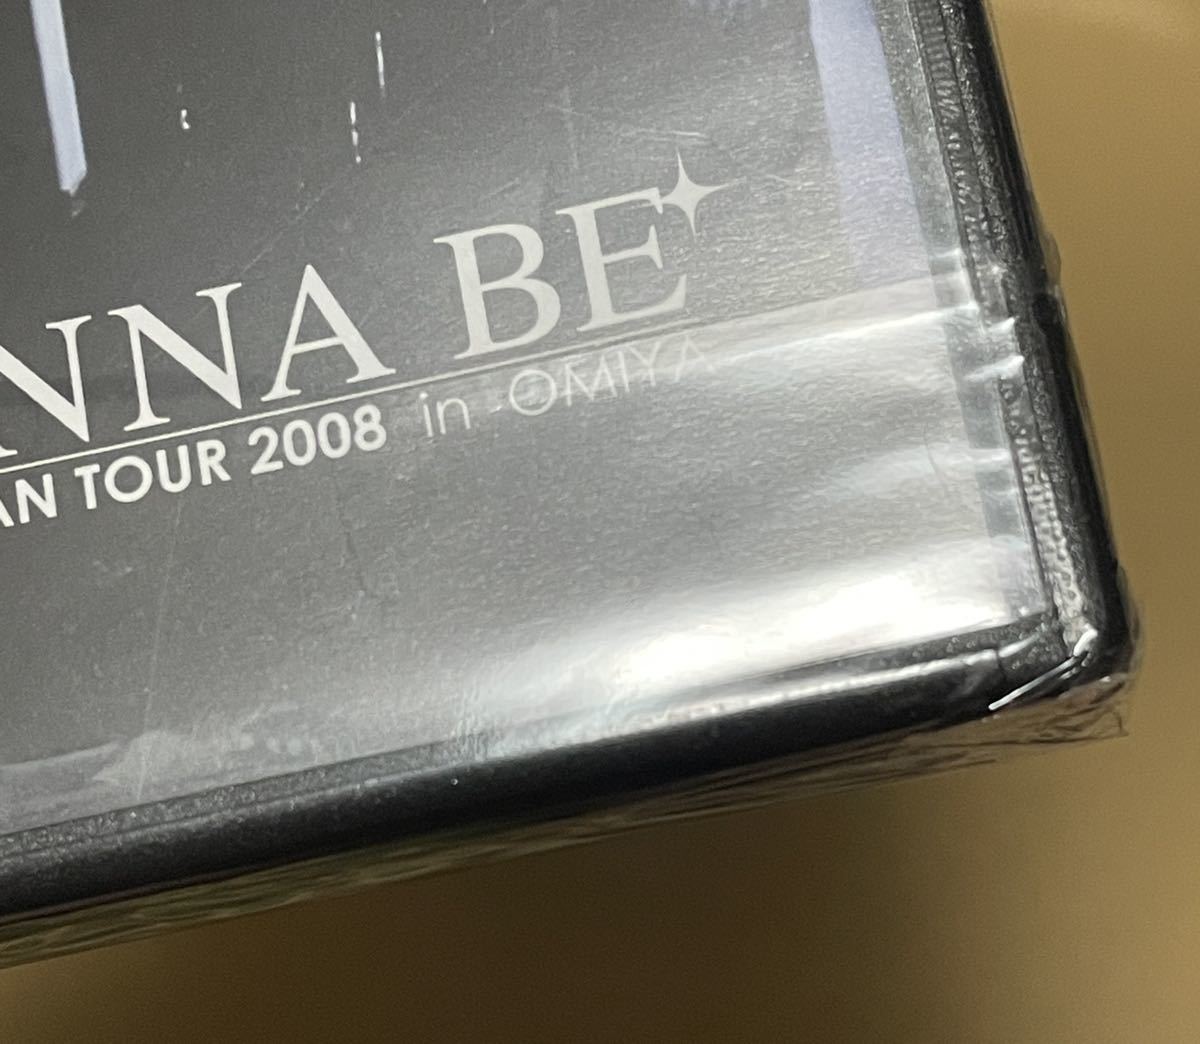 NNA BE
AN TOUR 2008 in OMIYA